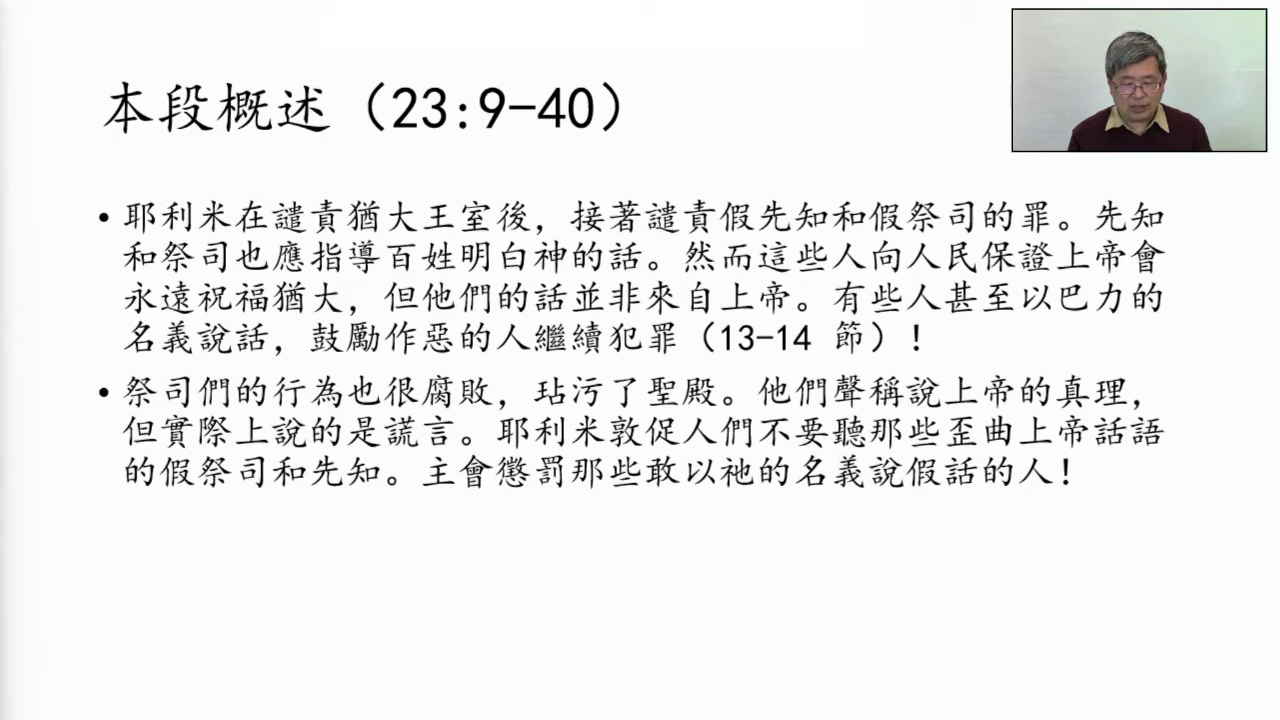 本段概述（23:9-40）
• 耶利米在譴責猶大王室後，接著譴責假先知和假祭司的罪。先知
和祭司也應指導百姓明白神的話。然而這些人向人民保證上帝會
永遠祝福猶大，但他們的話並非來自上帝。有些人甚至以巴力的
名義說話，鼓勵作惡的人繼續犯罪（13-14 節）！
• 祭司們的行為也很腐敗，玷污了聖殿。他們聲稱說上帝的真理，
但實際上說的是謊言。耶利米敦促人們不要聽那些歪曲上帝話語
的假祭司和先知。主會懲罰那些敢以祂的名義說假話的人！